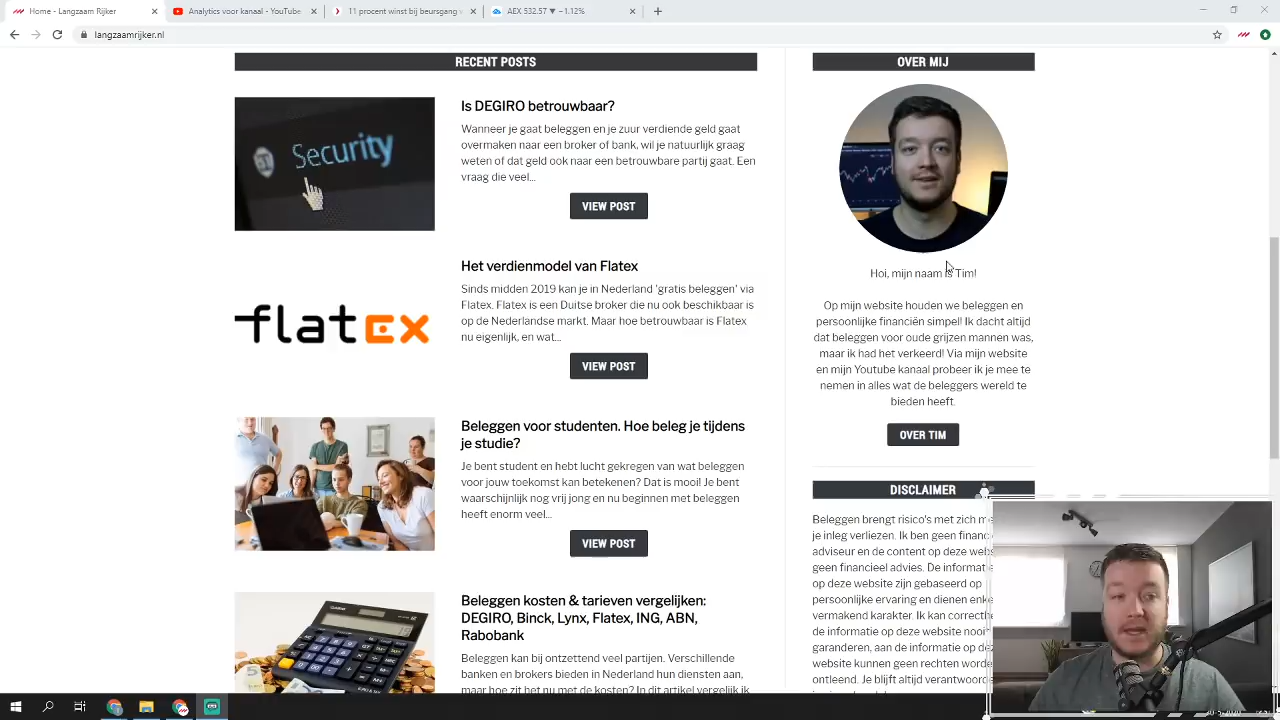 Home - Langzaam Rijker
Analytics voor kanaal - YouTube
11 procent winst bij beursgang v
AEX 532.57 ▼ −1.12%
langzaamrijker.nl
RECENT POSTS
Security
Is DEGIRO betrouwbaar?
Wanneer je gaat beleggen en je zuur verdiende geld gaat
overmaken naar een broker of bank, wil je natuurlijk graag
weten of dat geld ook naar een betrouwbare partij gaat. Een
vraag die veel...
VIEW POST
flatex
Het verdienmodel van Flatex
Sinds midden 2019 kan je in Nederland 'gratis beleggen' via
Flatex. Flatex is een Duitse broker die nu ook beschikbaar is
op de Nederlandse markt. Maar hoe betrouwbaar is Flatex
nu eigenlijk, en wat...
VIEW POST
Beleggen voor studenten. Hoe beleg je tijdens
je studie?
Je bent student en hebt lucht gekregen van wat beleggen
voor jouw toekomst kan betekenen? Dat is mooi! Je bent
waarschijnlijk nog vrij jong en nu beginnen met beleggen
heeft enorm veel...
VIEW POST
Beleggen kosten & tarieven vergelijken:
DEGIRO, Binck, Lynx, Flatex, ING, ABN,
Rabobank
Beleggen kan bij ontzettend veel partijen. Verschillende
banken en brokers bieden in Nederland hun diensten aan,
maar hoe zit het nu met de kosten? In dit artikel vergelijk ik
OVER MIJ
Hoi, mijn naam is Tim!
Op mijn website houden we beleggen en
persoonlijke financiën simpel! Ik dacht altijd
dat beleggen voor oude grijzen mannen was,
maar ik had het verkeerd! Via mijn website
en mijn Youtube kanaal probeer ik je mee te
nemen in alles wat de beleggers wereld te
bieden heeft.
OVER TIM
DISCLAIMER
Beleggen brengt risico's met zich m
je inleg verliezen. Ik ben geen financ
adviseur en de content op deze webs
geen financieel advies. De informat
op deze website zijn gebaseerd op
persoonlijke ervaring en dienen enk
vermakend karakter. Ik kan correcth
de informatie op deze website nooi
garanderen, aan de informatie op de
website kunnen geen rechten worde
ontleend. Je blijft altijd verantwoord